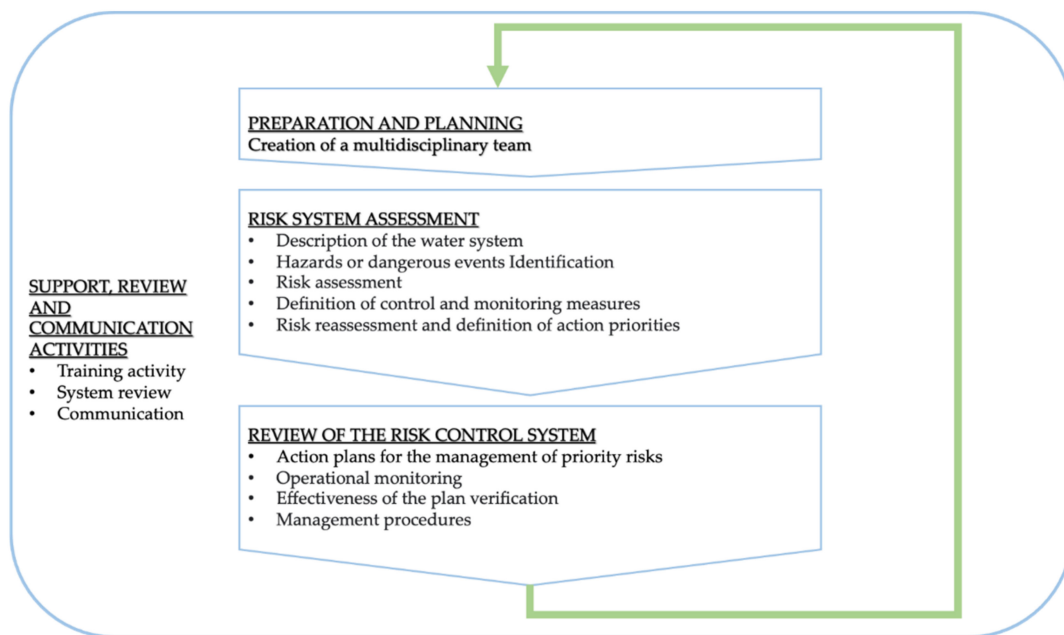 PREPARATION AND PLANNING
Creation of a multidisciplinary team
RISK SYSTEM ASSESSMENT
• Description of the water system
• Hazards or dangerous events Identification
• Risk assessment
• Definition of control and monitoring measures
• Risk reassessment and definition of action priorities
SUPPORT, REVIEW
AND
COMMUNICATION
ACTIVITIES
• Training activity
• System review
• Communication
REVIEW OF THE RISK CONTROL SYSTEM
• Action plans for the management of priority risks
• Operational monitoring
• Effectiveness of the plan verification
• Management procedures